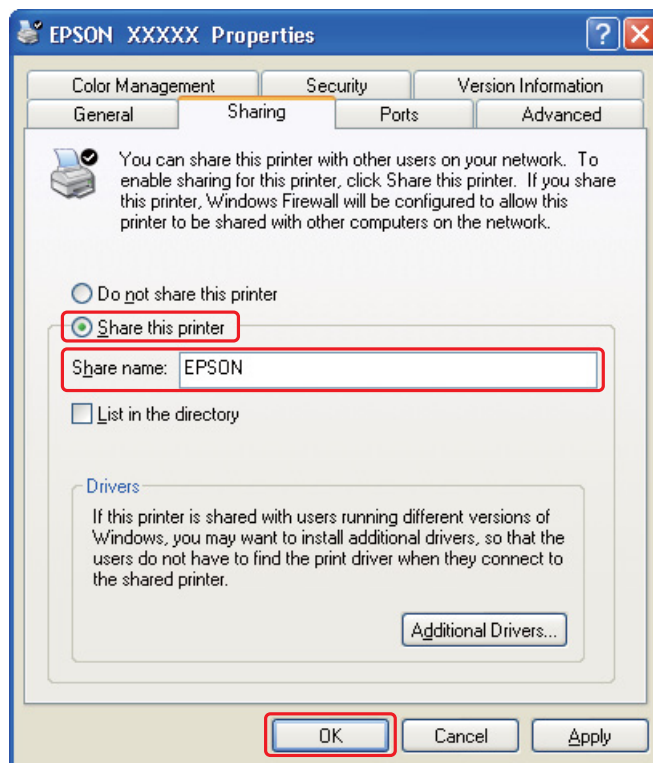 EPSON XXXXX Properties
Color Management Security Version Information
General Sharing Ports Advanced
You can share this printer with other users on your network. To
enable sharing for this printer, click Share this printer. If you share
this printer, Windows Firewall will be configured to allow this
printer to be shared with other computers on the network.
Do not share this printer
Share this printer
Share name: EPSON
List in the directory
Drivers
If this printer is shared with users running different versions of
Windows, you may want to install additional drivers, so that the
users do not have to find the print driver when they connect to
the shared printer.
Additional Drivers...
OK Cancel Apply